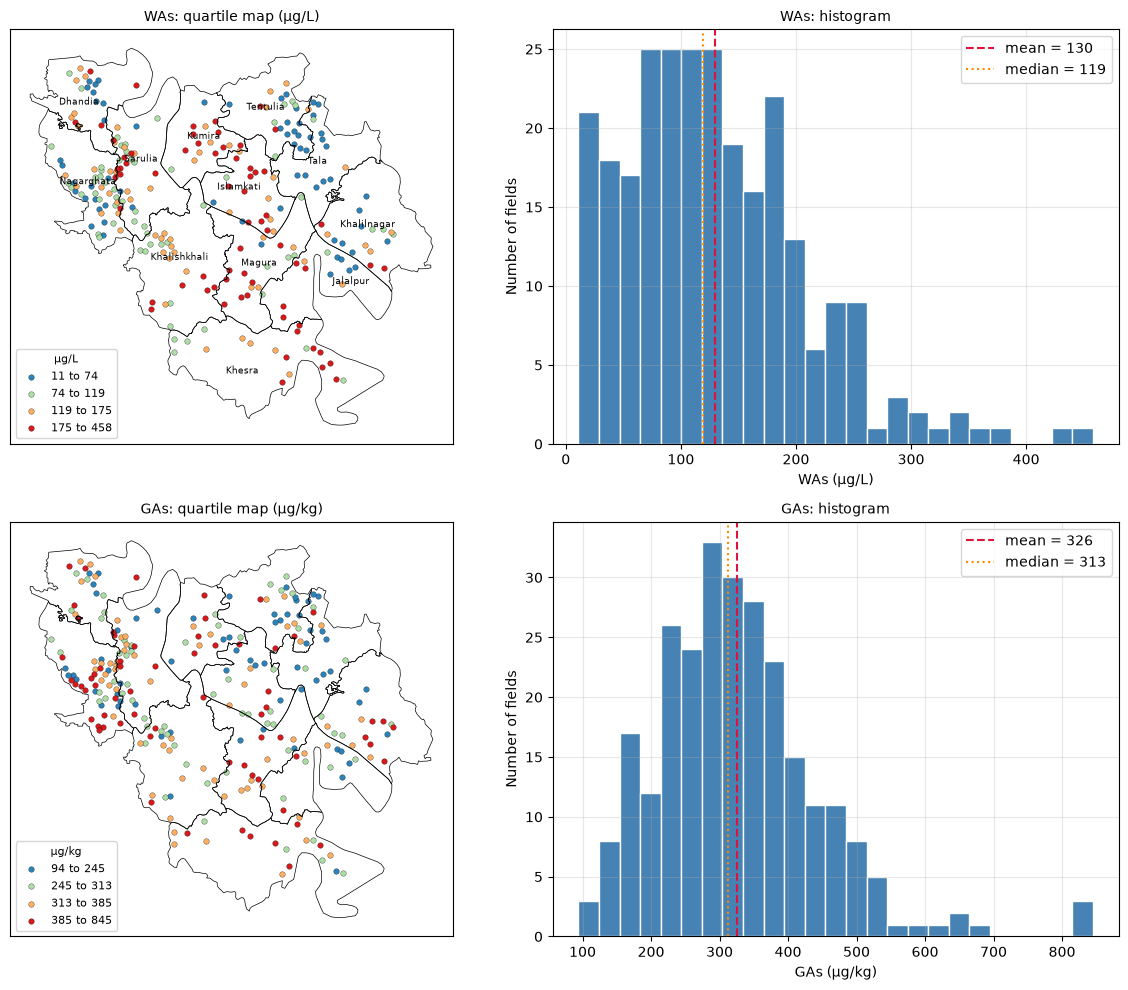 WAs: quartile map (µg/L)
Dhandia
Tentulia
Kumira
Sarulia
Tala
Nagarghata
Islamkati
Khalilnagar
Khalishkhali
Magura
Jalalpur
Khesra
µg/L
11 to 74
74 to 119
119 to 175
175 to 458
WAs: histogram
mean = 130
median = 119
Number of fields
25
20
15
10
5
0
0 100 200 300 400
WAs (µg/L)
GAs: quartile map (µg/kg)
µg/kg
94 to 245
245 to 313
313 to 385
385 to 845
GAs: histogram
mean = 326
median = 313
Number of fields
30
25
20
15
10
5
0
100 200 300 400 500 600 700 800
GAs (µg/kg)